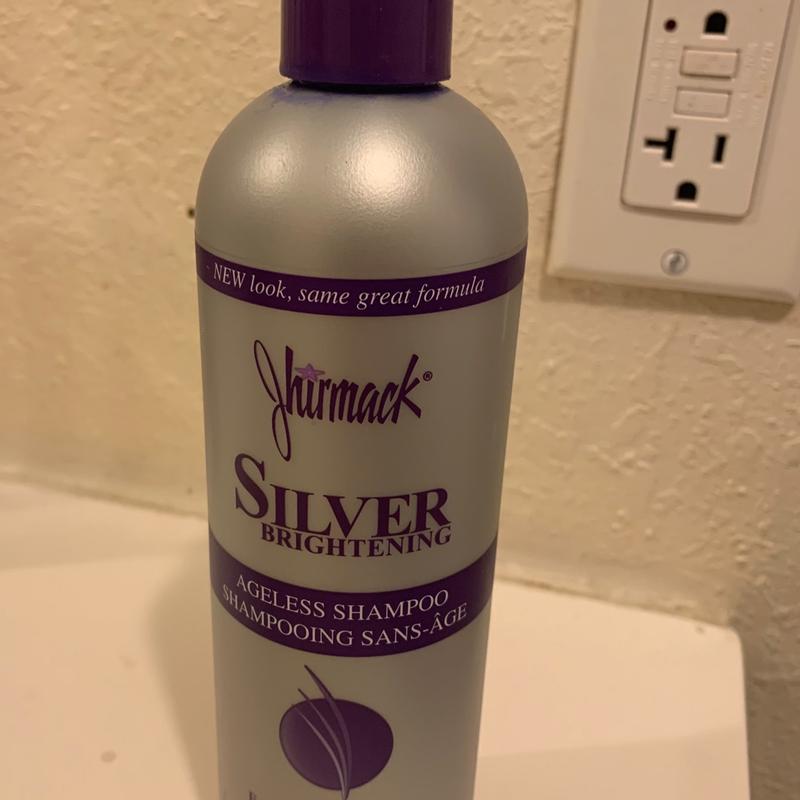 NEW look, same great formula
Jhirmack®
SILVER
BRIGHTENING
AGELESS SHAMPOO
SHAMPOOING SANS-ÂGE